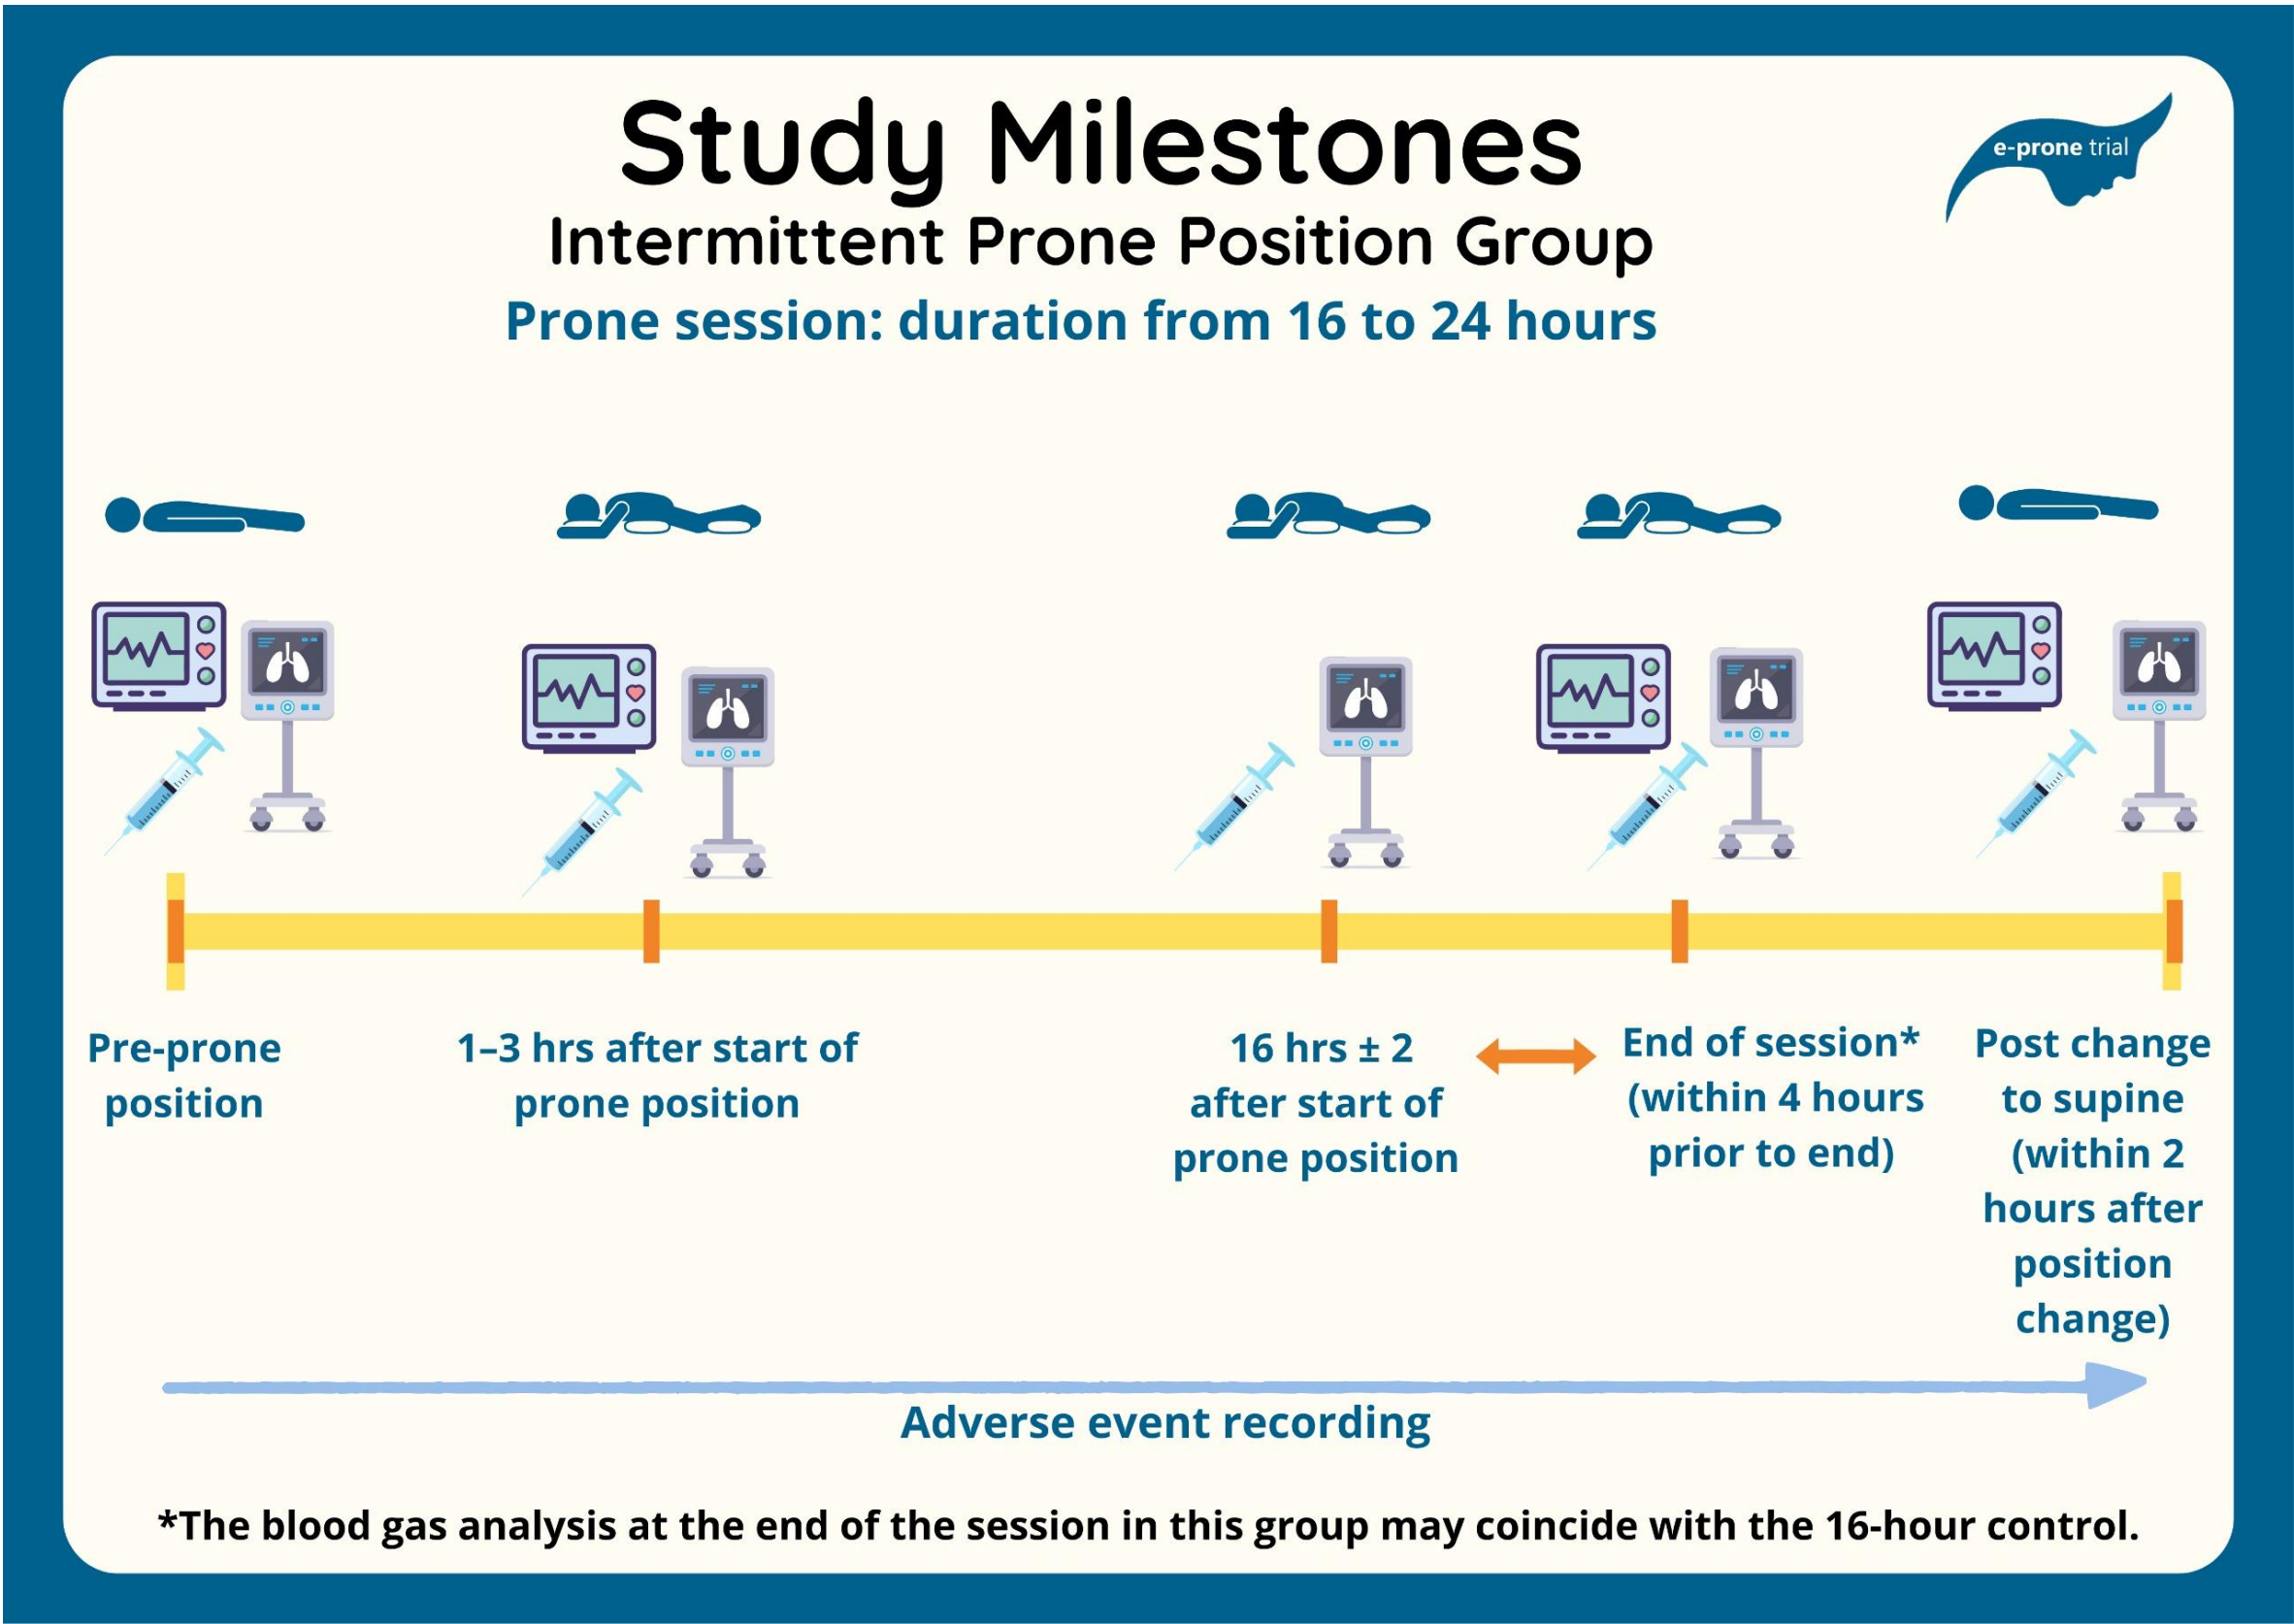 Study Milestones
e-prone trial
Intermittent Prone Position Group
Prone session: duration from 16 to 24 hours
Pre-prone
position
1–3 hrs after start of
prone position
16 hrs ± 2
after start of
prone position
End of session*
(within 4 hours
prior to end)
Post change
to supine
(within 2
hours after
position
change)
Adverse event recording
*The blood gas analysis at the end of the session in this group may coincide with the 16-hour control.